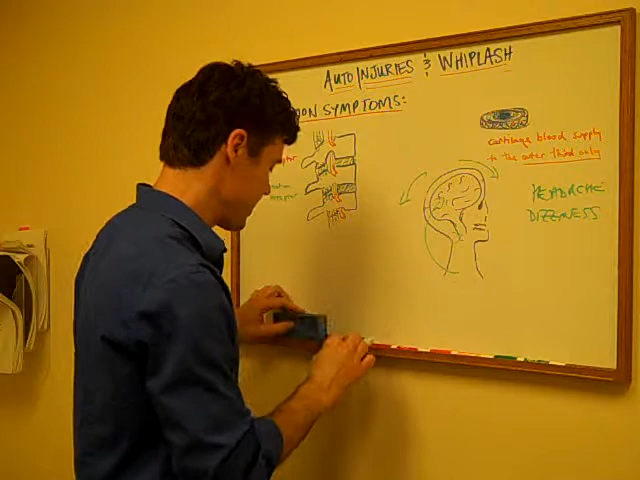 AUTO INJURIES & WHIPLASH
ON SYMPTOMS:
cartilage blood supply
to the outer third only
HEADACHE
DIZZINESS